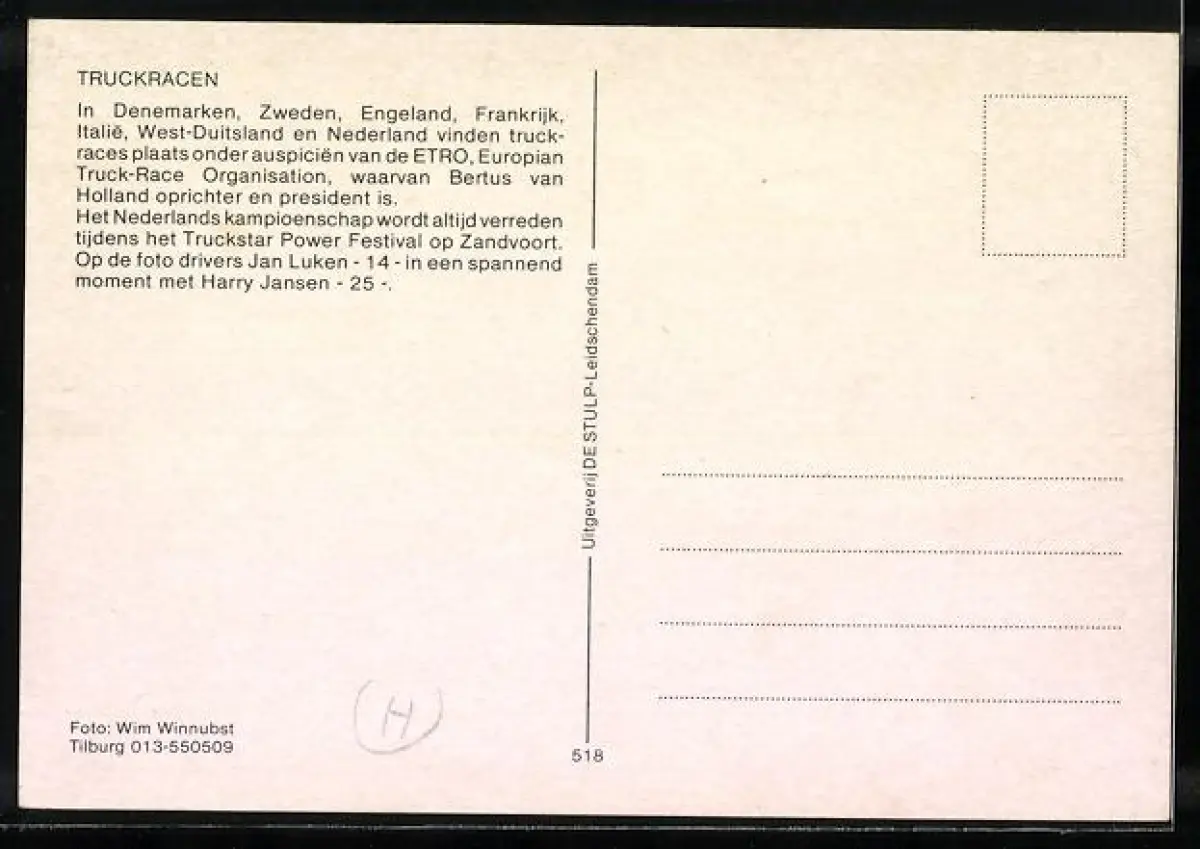 TRUCKRACEN
In Denemarken, Zweden, Engeland, Frankrijk,
Italië, West-Duitsland en Nederland vinden truck-
races plaats onder auspiciën van de ETRO, Europian
Truck-Race Organisation, waarvan Bertus van
Holland oprichter en president is.
Het Nederlands kampioenschap wordt altijd verreden
tijdens het Truckstar Power Festival op Zandvoort.
Op de foto drivers Jan Luken - 14 - in een spannend
moment met Harry Jansen - 25 -.
Foto: Wim Winnubst
Tilburg 013-550509
H
Uitgeverij DE STULP-Leidschendam
518